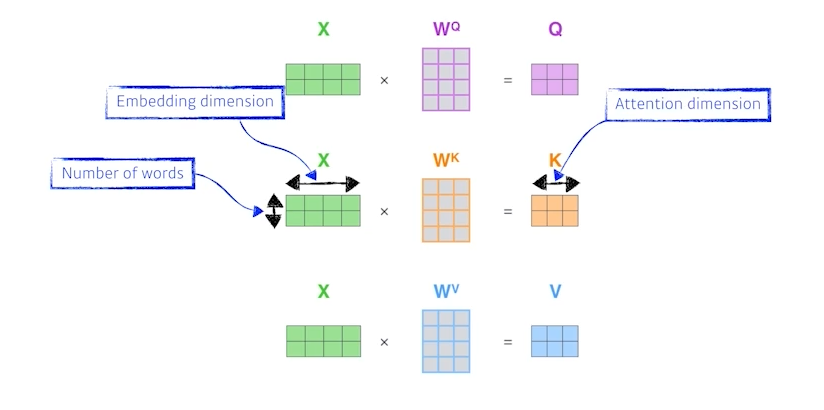 X × W^Q = Q
Embedding dimension
Attention dimension
Number of words
X × W^K = K
X × W^V = V